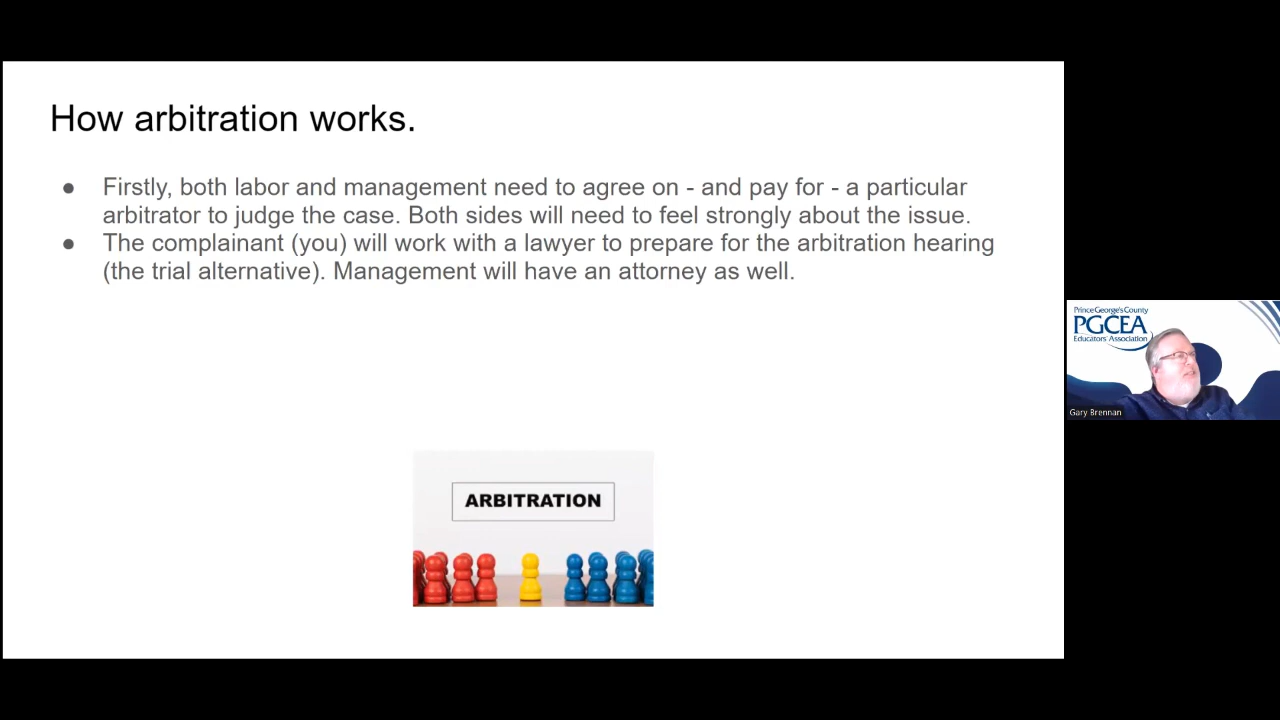 How arbitration works.
● Firstly, both labor and management need to agree on - and pay for - a particular
arbitrator to judge the case. Both sides will need to feel strongly about the issue.
● The complainant (you) will work with a lawyer to prepare for the arbitration hearing
(the trial alternative). Management will have an attorney as well.
ARBITRATION
Prince George's County
PGCEA
Educators' Association
Gary Brennan